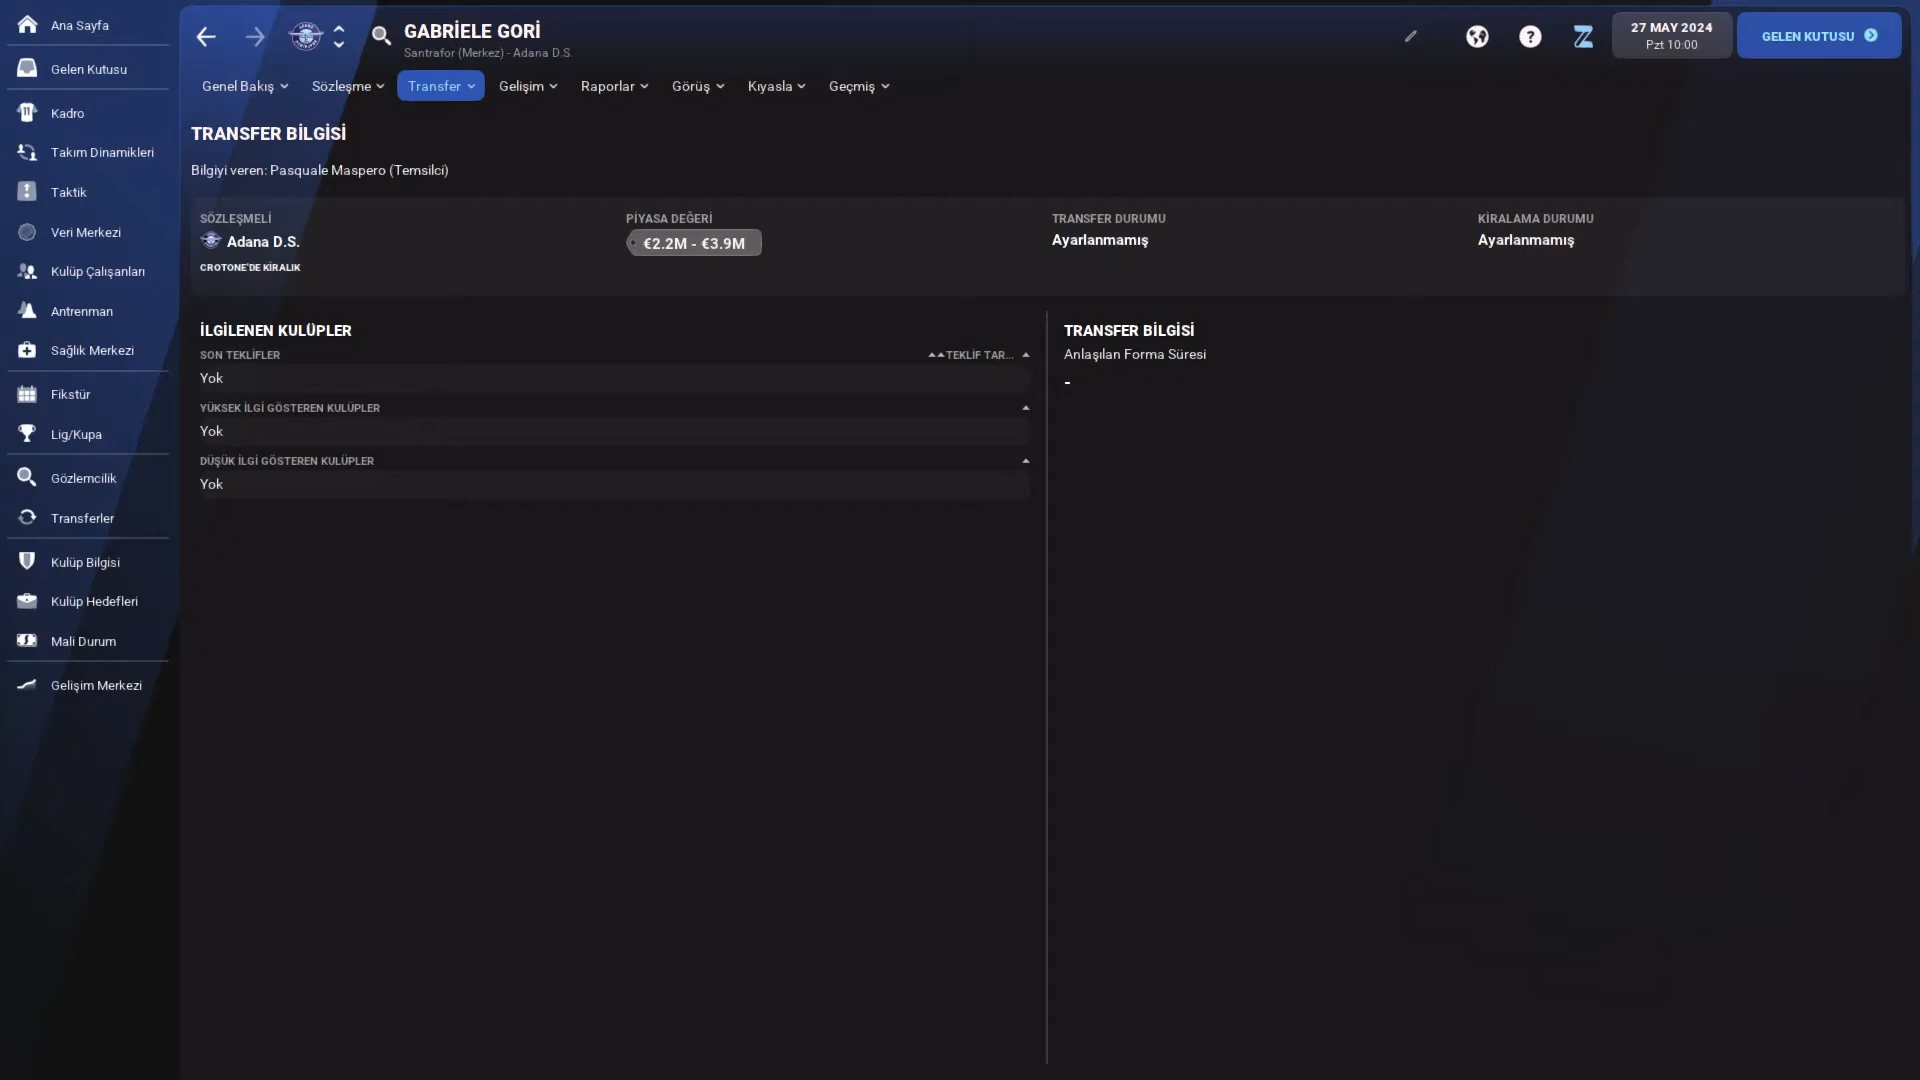 Ana Sayfa
Gelen Kutusu
Kadro
Takım Dinamikleri
Taktik
Veri Merkezi
Kulüp Çalışanları
Antrenman
Sağlık Merkezi
Fikstür
Lig/Kupa
Gözlemcilik
Transferler
Kulüp Bilgisi
Kulüp Hedefleri
Mali Durum
Gelişim Merkezi
GABRİELE GORİ
Santrafor (Merkez) - Adana D.S.
27 MAY 2024
Pzt 10:00
GELEN KUTUSU
Genel Bakış Sözleşme Transfer Gelişim Raporlar Görüş Kıyasla Geçmiş
TRANSFER BİLGİSİ
Bilgiyi veren: Pasquale Maspero (Temsilci)
SÖZLEŞMELİ
Adana D.S.
CROTONE'DE KİRALIK
PİYASA DEĞERİ
€2.2M - €3.9M
TRANSFER DURUMU
Ayarlanmamış
KİRALAMA DURUMU
Ayarlanmamış
İLGİLENEN KULÜPLER
SON TEKLİFLER TEKLİF TAR...
Yok
YÜKSEK İLGİ GÖSTEREN KULÜPLER
Yok
DÜŞÜK İLGİ GÖSTEREN KULÜPLER
Yok
TRANSFER BİLGİSİ
Anlaşılan Forma Süresi
-